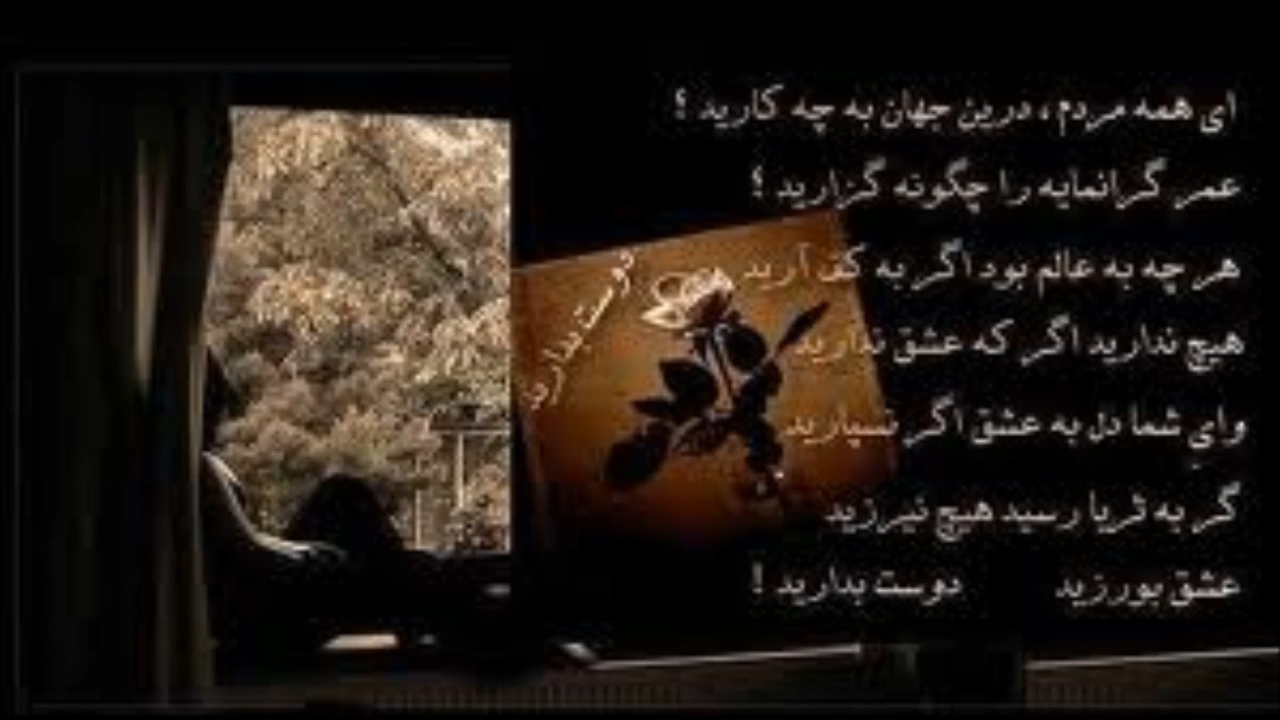 ای همه مردم ، درین جهان به چه کارید ؟
عمر گرانمایه را چگونه گزارید ؟
هر چه به عالم بود اگر به کف آرید
هیچ ندارید اگر که عشق ندارید
وای شما دل به عشق اگر نسپارید
گر به ثریا رسید هیچ نیرزید
عشق بورزید دوست بدارید !
دوست بدارید